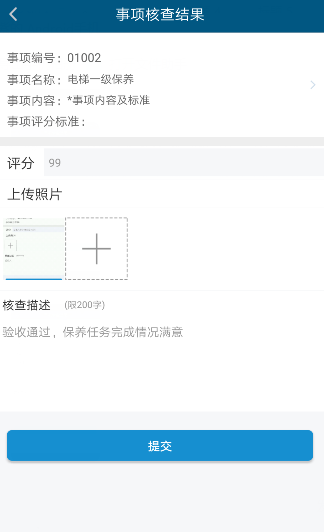 事项核查结果
事项编号：01002
事项名称：电梯一级保养
事项内容：*事项内容及标准
事项评分标准：
评分 99
上传照片
核查描述 (限200字)
验收通过，保养任务完成情况满意
提交